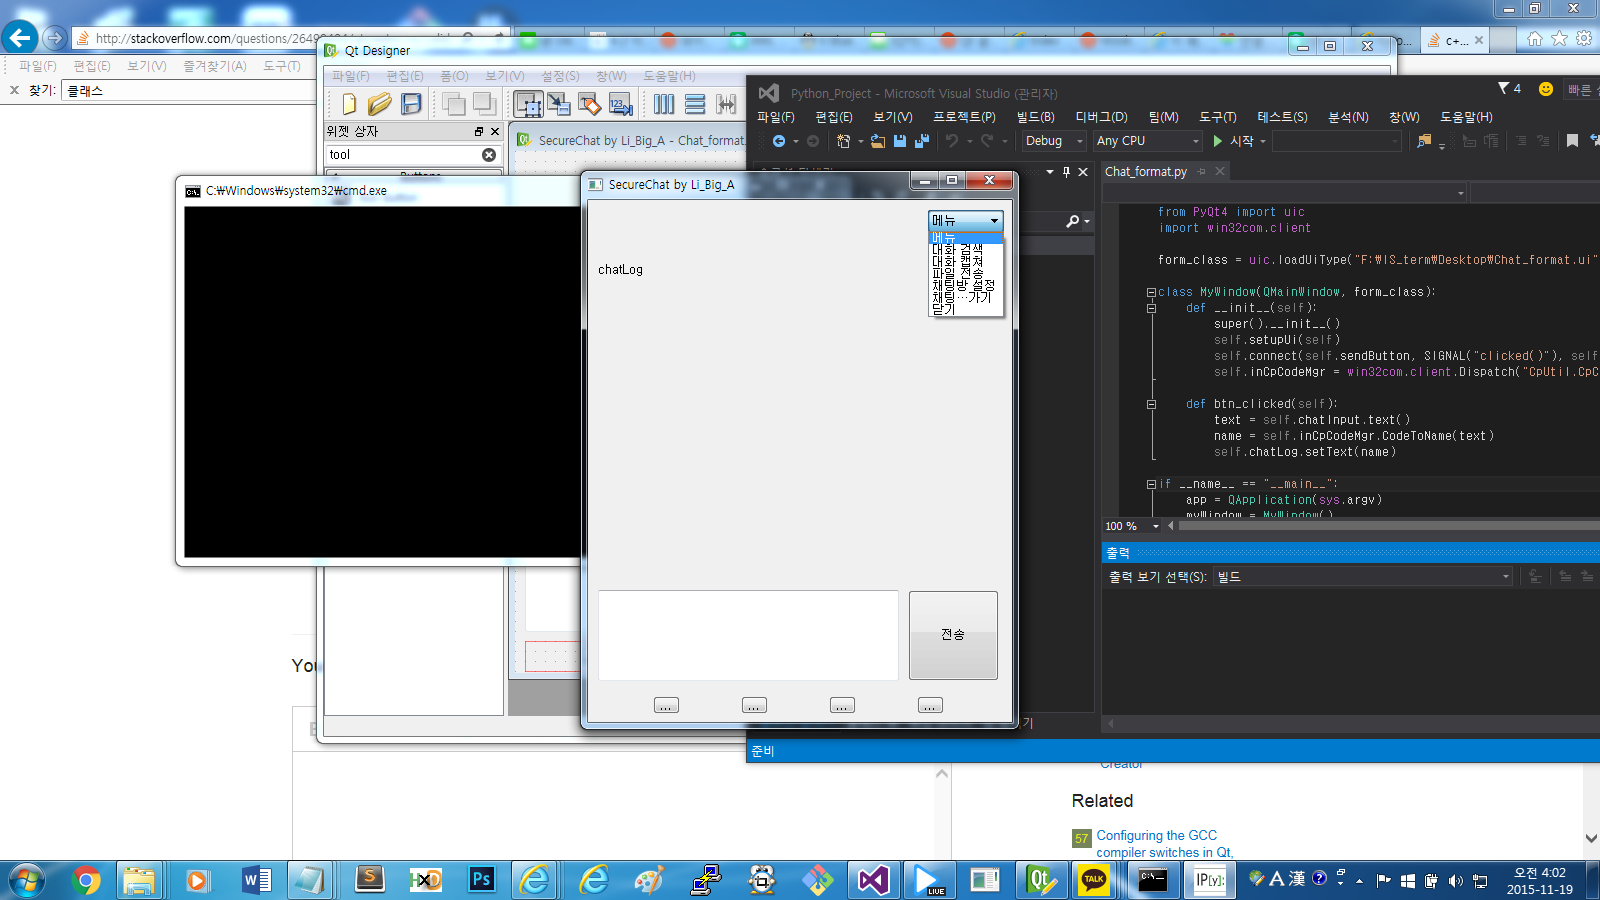 http://stackoverflow.com/questions/264
C+...
파일(F) 편집(E) 보기(V) 즐겨찾기(A) 도구(T)
찾기: 클래스
Qt Designer
파일(F) 편집(E) 폼(O) 보기(V) 설정(S) 창(W) 도움말(H)
위젯 상자
tool
Buttons
SecureChat by Li_Big_A - Chat_format.
C:\Windows\system32\cmd.exe
SecureChat by Li_Big_A
메뉴
메뉴
대화 검색
대화 캡쳐
파일 전송
채팅방 설정
채팅…가기
닫기
chatLog
전송
...
...
...
...
Python_Project - Microsoft Visual Studio (관리자)
4
빠른
파일(F) 편집(E) 보기(V) 프로젝트(P) 빌드(B) 디버그(D) 팀(M) 도구(T) 테스트(S) 분석(N) 창(W) 도움말(H)
Debug Any CPU 시작
Chat_format.py
from PyQt4 import uic
import win32com.client
form_class = uic.loadUiType("F:\IS_term\Desktop\Chat_format.ui"
class MyWindow(QMainWindow, form_class):
def __init__(self):
super().__init__()
self.setupUi(self)
self.connect(self.sendButton, SIGNAL("clicked()"), self
self.inCpCodeMgr = win32com.client.Dispatch("CpUtil.CpC
def btn_clicked(self):
text = self.chatInput.text()
name = self.inCpCodeMgr.CodeToName(text)
self.chatLog.setText(name)
if __name__ == "__main__":
app = QApplication(sys.argv)
myWindow = MyWindow()
100 %
출력
출력 보기 선택(S): 빌드
기
준비
You
Creator
Related
57 Configuring the GCC
compiler switches in Qt,
LIVE
TALK
IP[y]:
A 漢
오전 4:02
2015-11-19